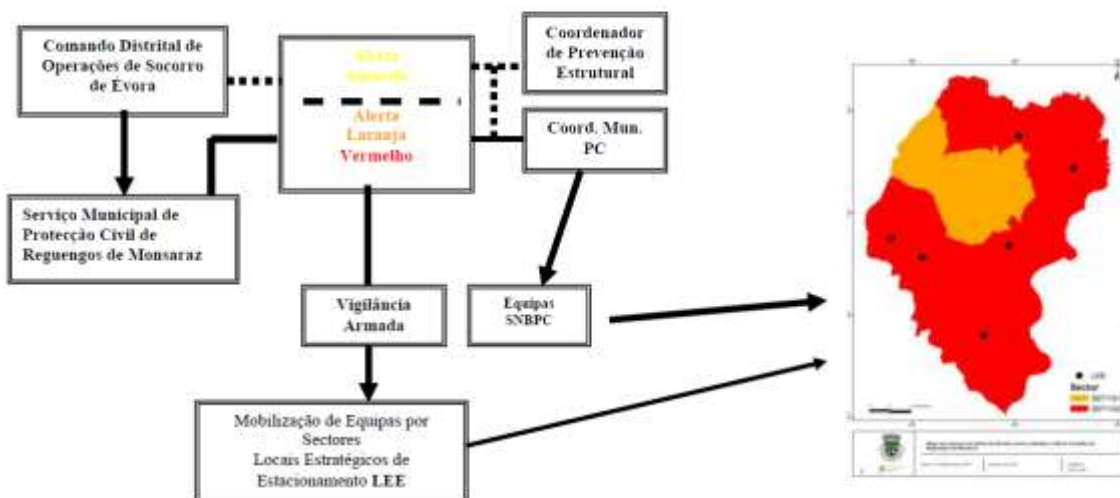 Comando Distrital de
Operações de Socorro
de Évora
Alerta
Amarelo
Alerta
Laranja
Vermelho
Coordenador
de Prevenção
Estrutural
Coord. Mun.
PC
Serviço Municipal de
Protecção Civil de
Reguengos de Monsaraz
Vigilância
Armada
Equipas
SNBPC
Mobilização de Equipas por
Sectores
Locais Estratégicos de
Estacionamento LEE
LEE
Sector